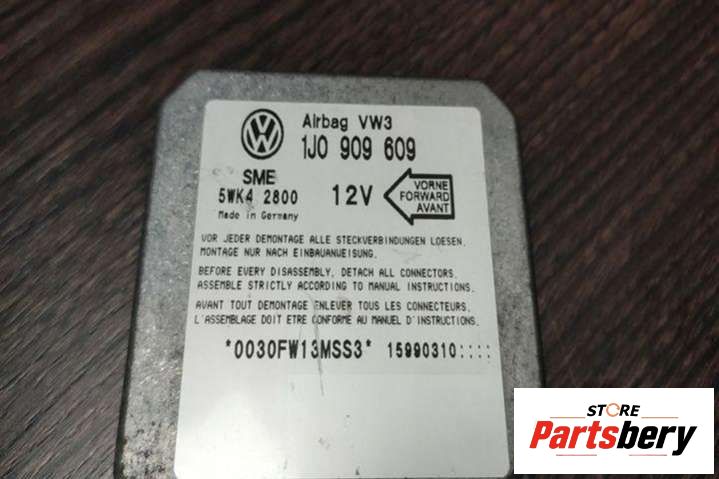 Airbag VW3
1J0 909 609
SME
5WK4 2800
12V
VORNE
FORWARD
AVANT
Made in Germany
VOR JEDER DEMONTAGE ALLE STECKVERBINDUNGEN LOESEN.
MONTAGE NUR NACH EINBAUANWEISUNG.
BEFORE EVERY DISASSEMBLY, DETACH ALL CONNECTORS.
ASSEMBLE STRICTLY ACCORDING TO MANUAL INSTRUCTIONS.
AVANT TOUT DEMONTAGE ENLEVER TOUS LES CONNECTEURS.
L'ASSEMBLAGE DOIT ETRE CONFORME AU MANUEL D'INSTRUCTIONS.
*0030FW13MSS3* 15990310::::
STORE
Partsbery